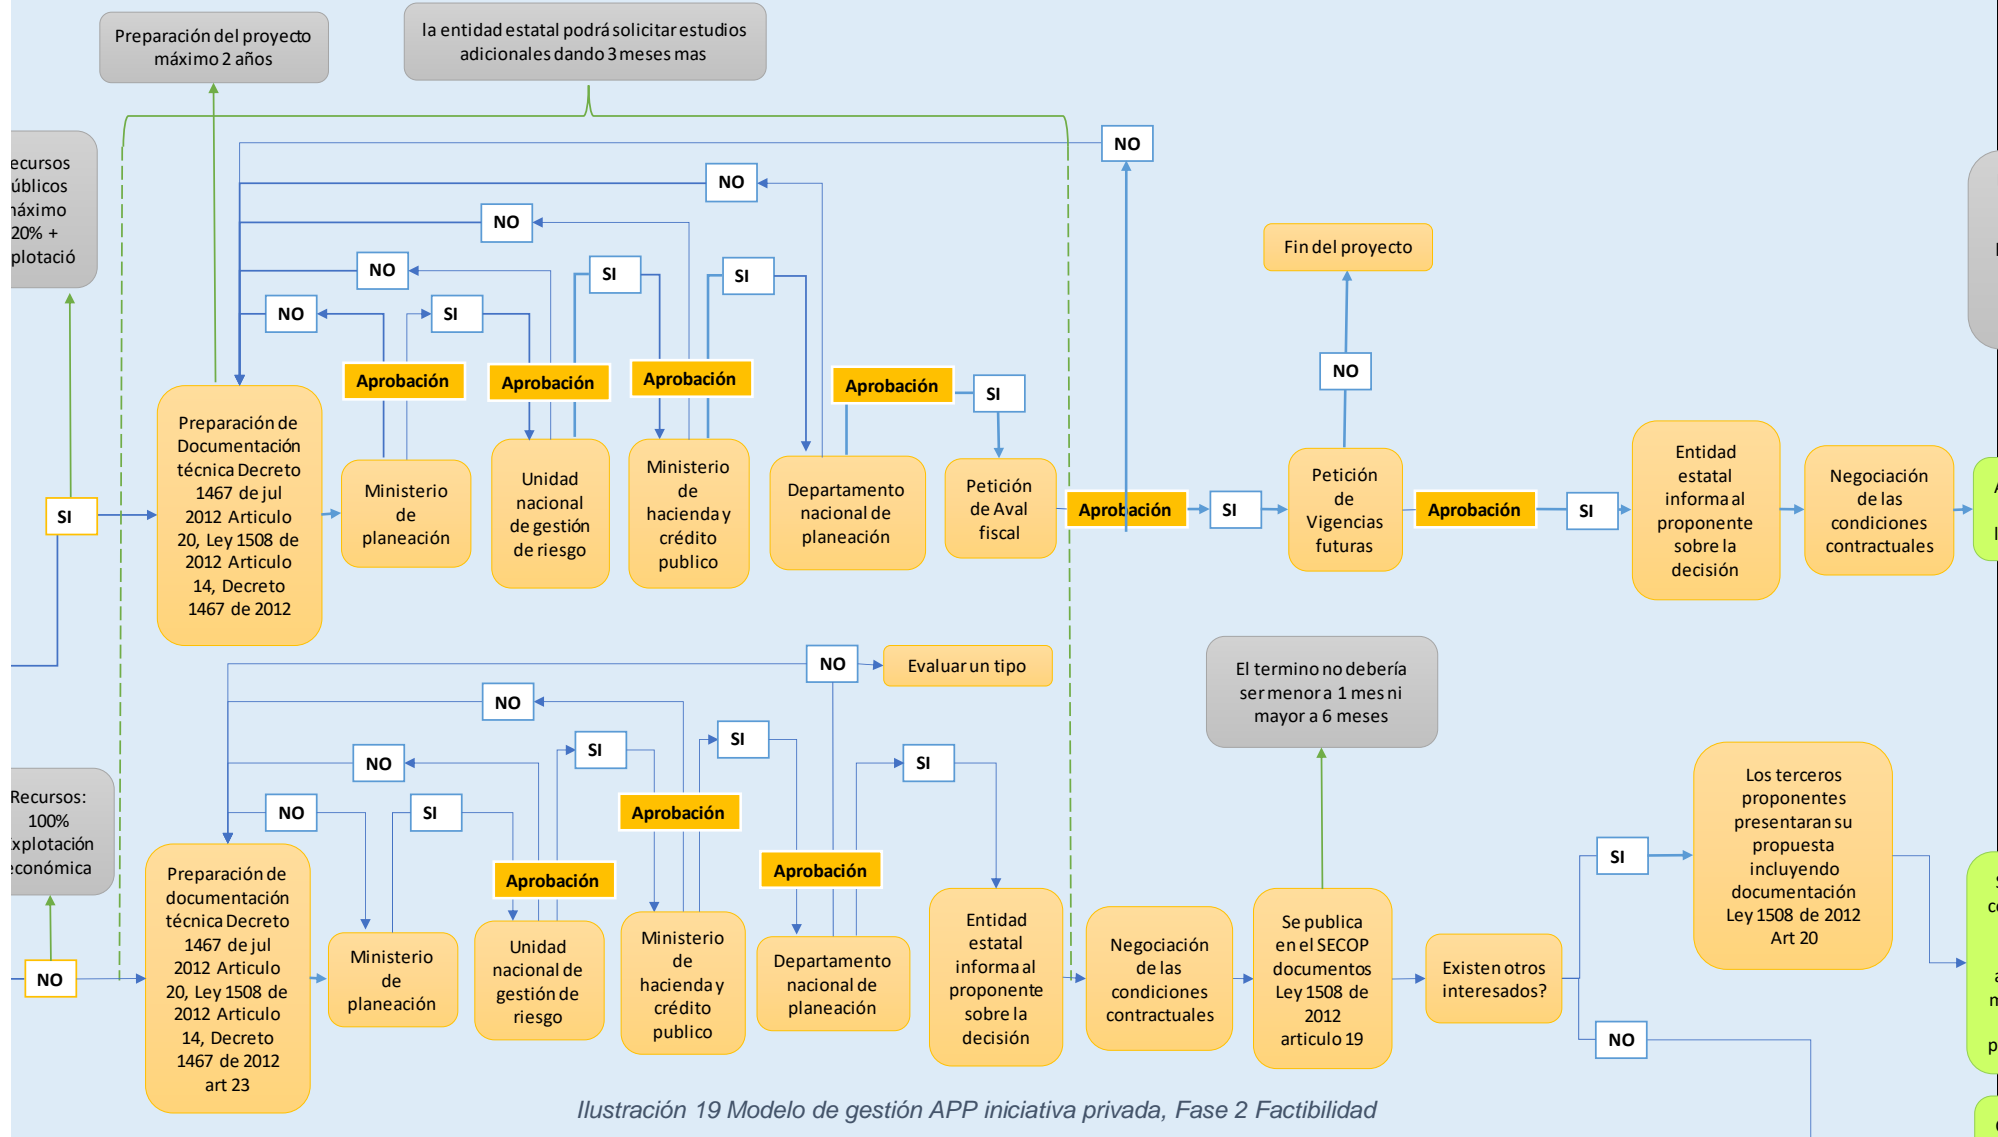 Preparación del proyecto
máximo 2 años
la entidad estatal podrá solicitar estudios
adicionales dando 3 meses mas
ecursos
úblicos
máximo
20% +
plotació
NO
NO
NO
NO
NO
SI
SI
SI
Aprobación
Aprobación
Aprobación
Aprobación
SI
Fin del proyecto
NO
SI
Preparación de
Documentación
técnica Decreto
1467 de jul
2012 Articulo
20, Ley 1508 de
2012 Articulo
14, Decreto
1467 de 2012
Ministerio
de
planeación
Unidad
nacional
de gestión
de riesgo
Ministerio
de
hacienda y
crédito
publico
Departamento
nacional de
planeación
Petición
de Aval
fiscal
Aprobación
SI
Petición
de
Vigencias
futuras
Aprobación
SI
Entidad
estatal
informa al
proponente
sobre la
decisión
Negociación
de las
condiciones
contractuales
NO
Evaluar un tipo
NO
NO
NO
SI
SI
SI
SI
Aprobación
Aprobación
Aprobación
El termino no debería
ser menor a 1 mes ni
mayor a 6 meses
Recursos:
100%
xplotación
económica
NO
Preparación de
documentación
técnica Decreto
1467 de jul
2012 Articulo
20, Ley 1508 de
2012 Articulo
14, Decreto
1467 de 2012
art 23
Ministerio
de
planeación
Unidad
nacional de
gestión de
riesgo
Ministerio
de
hacienda y
crédito
publico
Departamento
nacional de
planeación
Entidad
estatal
informa al
proponente
sobre la
decisión
Negociación
de las
condiciones
contractuales
Se publica
en el SECOP
documentos
Ley 1508 de
2012
articulo 19
Existen otros
interesados?
SI
NO
Los terceros
proponentes
presentaran su
propuesta
incluyendo
documentación
Ley 1508 de 2012
Art 20
Ilustración 19 Modelo de gestión APP iniciativa privada, Fase 2 Factibilidad